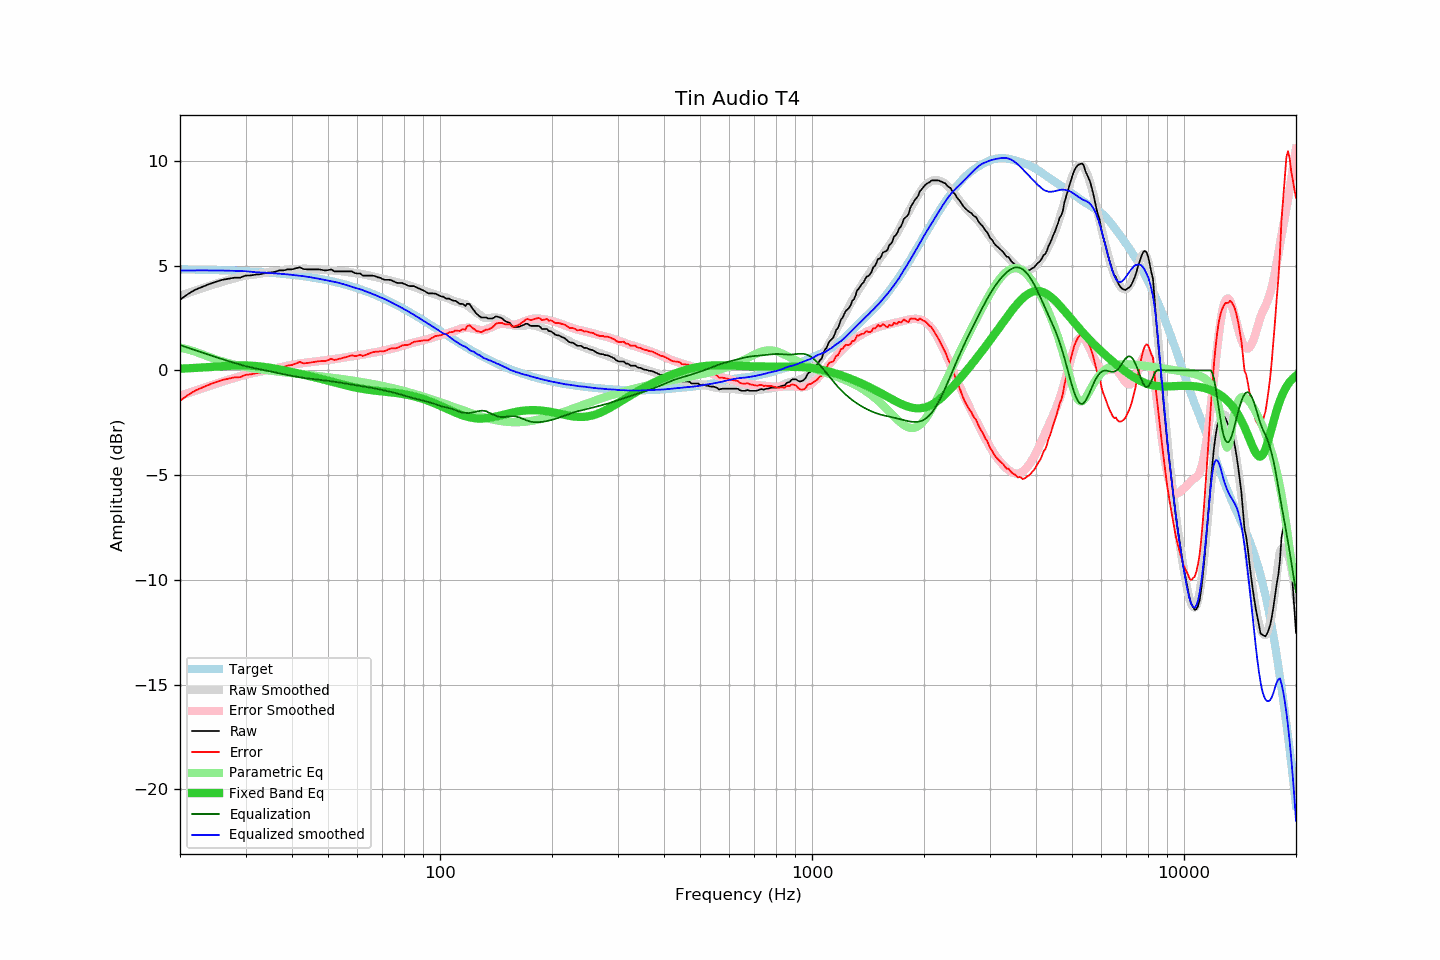 Tin Audio T4
Amplitude (dBr)
10
5
0
−5
−10
−15
−20
Target
Raw Smoothed
Error Smoothed
Raw
Error
Parametric Eq
Fixed Band Eq
Equalization
Equalized smoothed
100
1000
10000
Frequency (Hz)